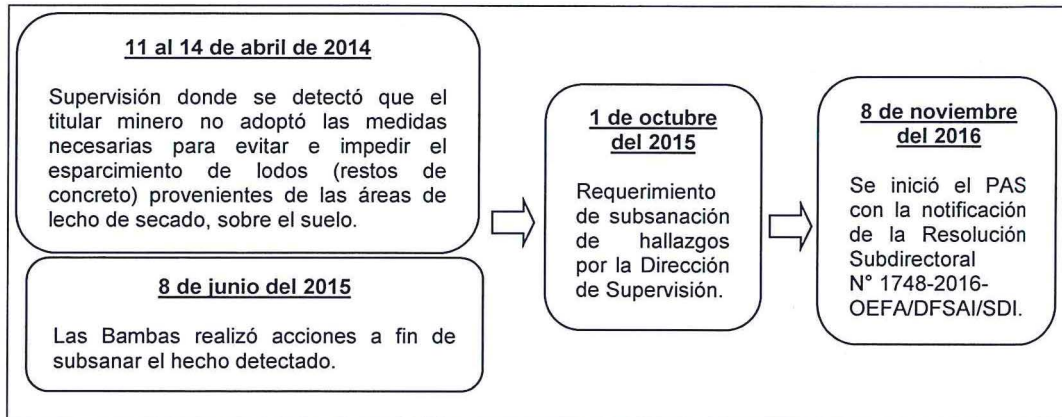 11 al 14 de abril de 2014
Supervisión donde se detectó que el
titular minero no adoptó las medidas
necesarias para evitar e impedir el
esparcimiento de lodos (restos de
concreto) provenientes de las áreas de
lecho de secado, sobre el suelo.
8 de junio del 2015
Las Bambas realizó acciones a fin de
subsanar el hecho detectado.
1 de octubre
del 2015
Requerimiento
de subsanación
de hallazgos
por la Dirección
de Supervisión.
8 de noviembre
del 2016
Se inició el PAS
con la notificación
de la Resolución
Subdirectoral
N° 1748-2016-
OEFA/DFSAI/SDI.